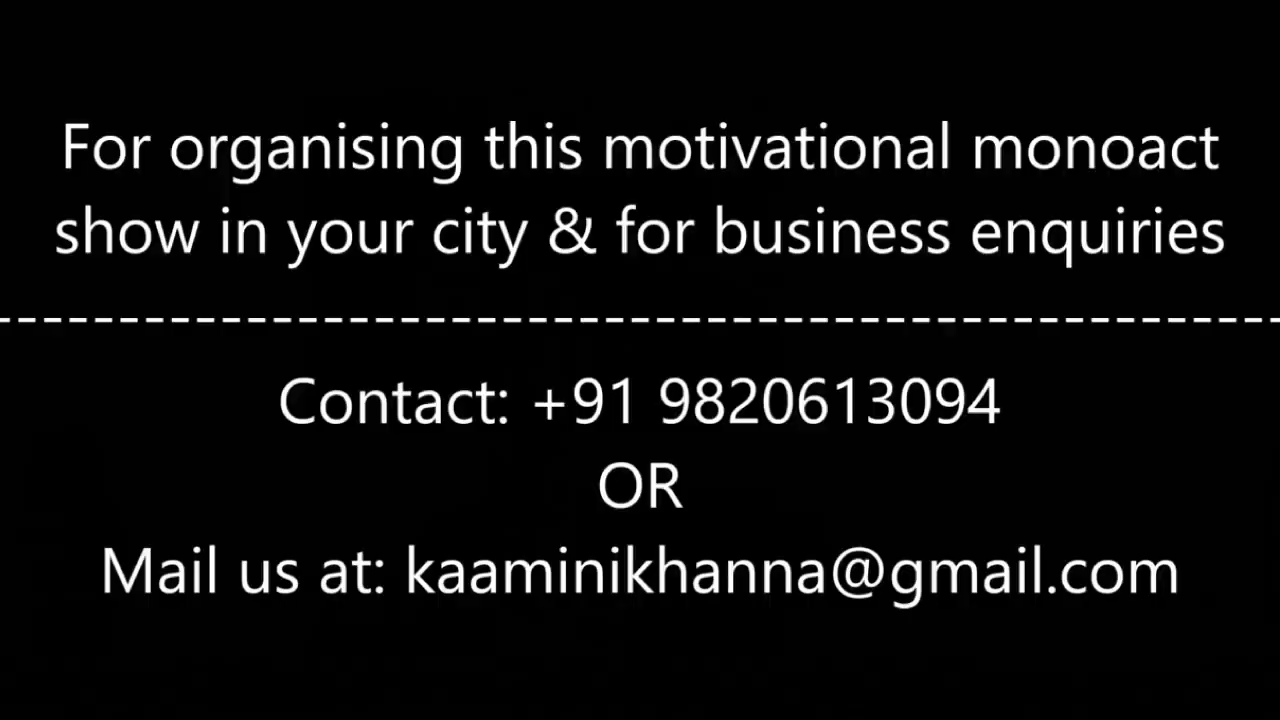 For organising this motivational monoact
show in your city & for business enquiries
--------------------------------------------------
Contact: +91 9820613094
OR
Mail us at: kaaminikhanna@gmail.com